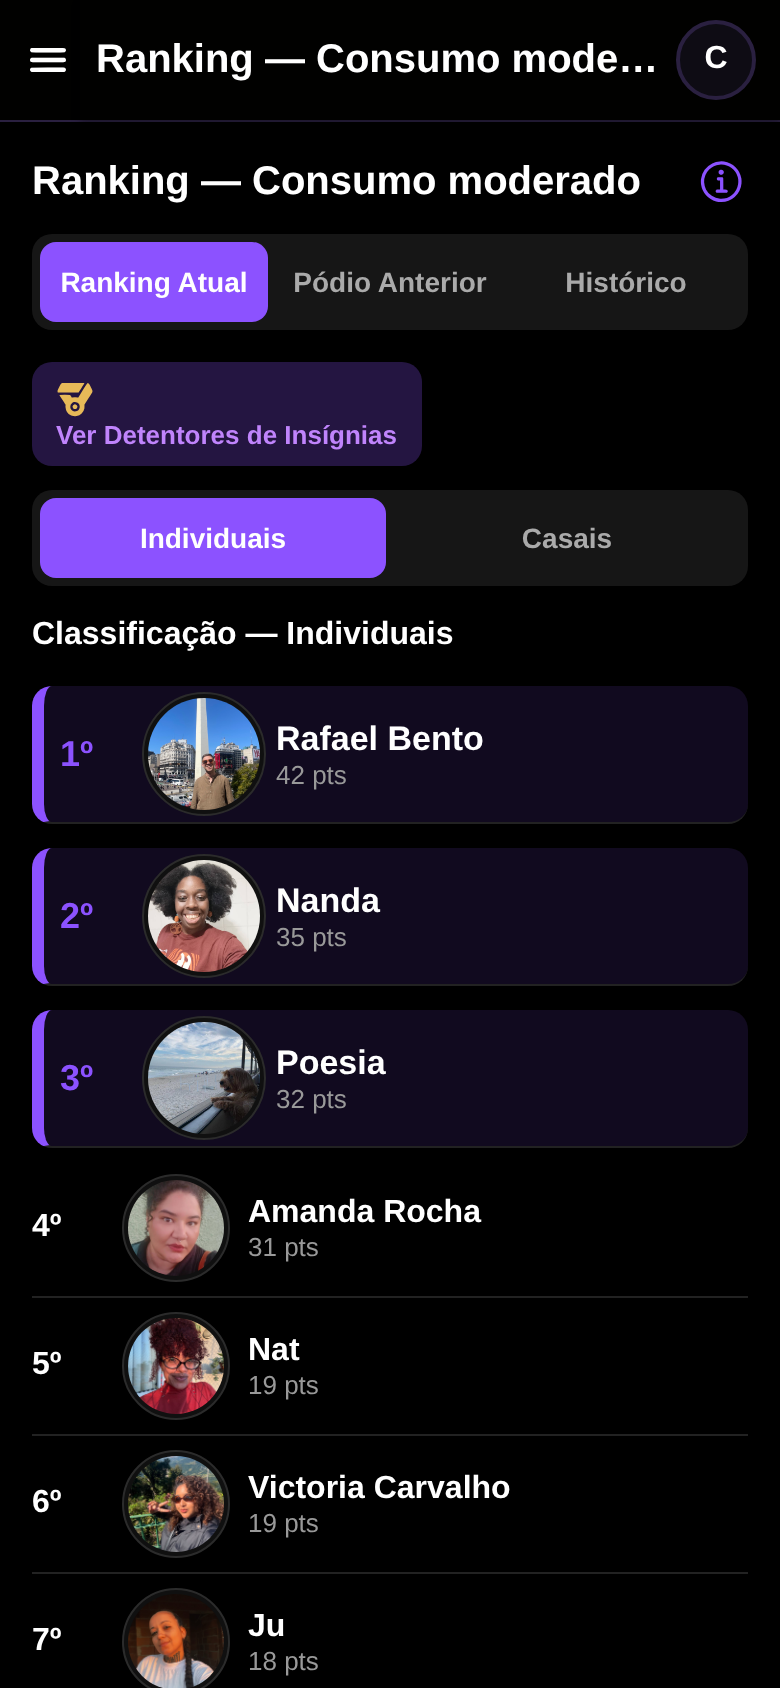 Ranking — Consumo mode…
C
Ranking — Consumo moderado
Ranking Atual
Pódio Anterior
Histórico
Ver Detentores de Insígnias
Individuais
Casais
Classificação — Individuais
1º
Rafael Bento
42 pts
2º
Nanda
35 pts
3º
Poesia
32 pts
4º
Amanda Rocha
31 pts
5º
Nat
19 pts
6º
Victoria Carvalho
19 pts
7º
Ju
18 pts